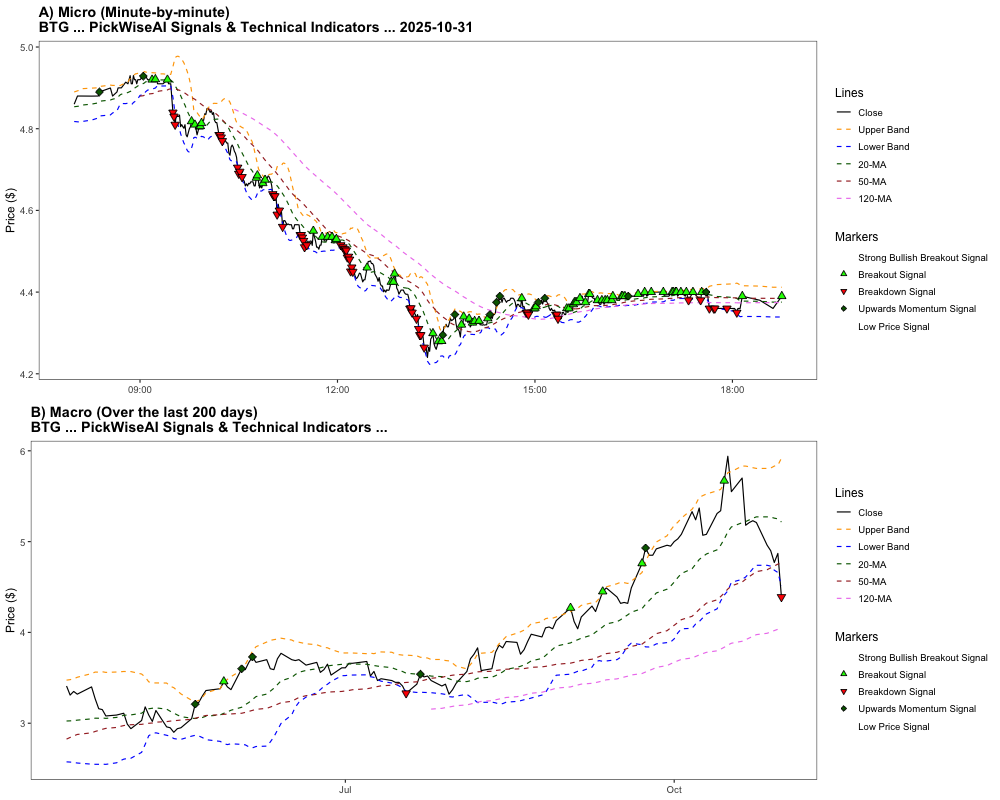 A) Micro (Minute-by-minute)
BTG ... PickWiseAI Signals & Technical Indicators ... 2025-10-31
Price ($)
5.0
4.8
4.6
4.4
4.2
09:00
12:00
15:00
18:00
Lines
Close
Upper Band
Lower Band
20-MA
50-MA
120-MA
Markers
Strong Bullish Breakout Signal
Breakout Signal
Breakdown Signal
Upwards Momentum Signal
Low Price Signal
B) Macro (Over the last 200 days)
BTG ... PickWiseAI Signals & Technical Indicators ...
Price ($)
6
5
4
3
Jul
Oct
Lines
Close
Upper Band
Lower Band
20-MA
50-MA
120-MA
Markers
Strong Bullish Breakout Signal
Breakout Signal
Breakdown Signal
Upwards Momentum Signal
Low Price Signal